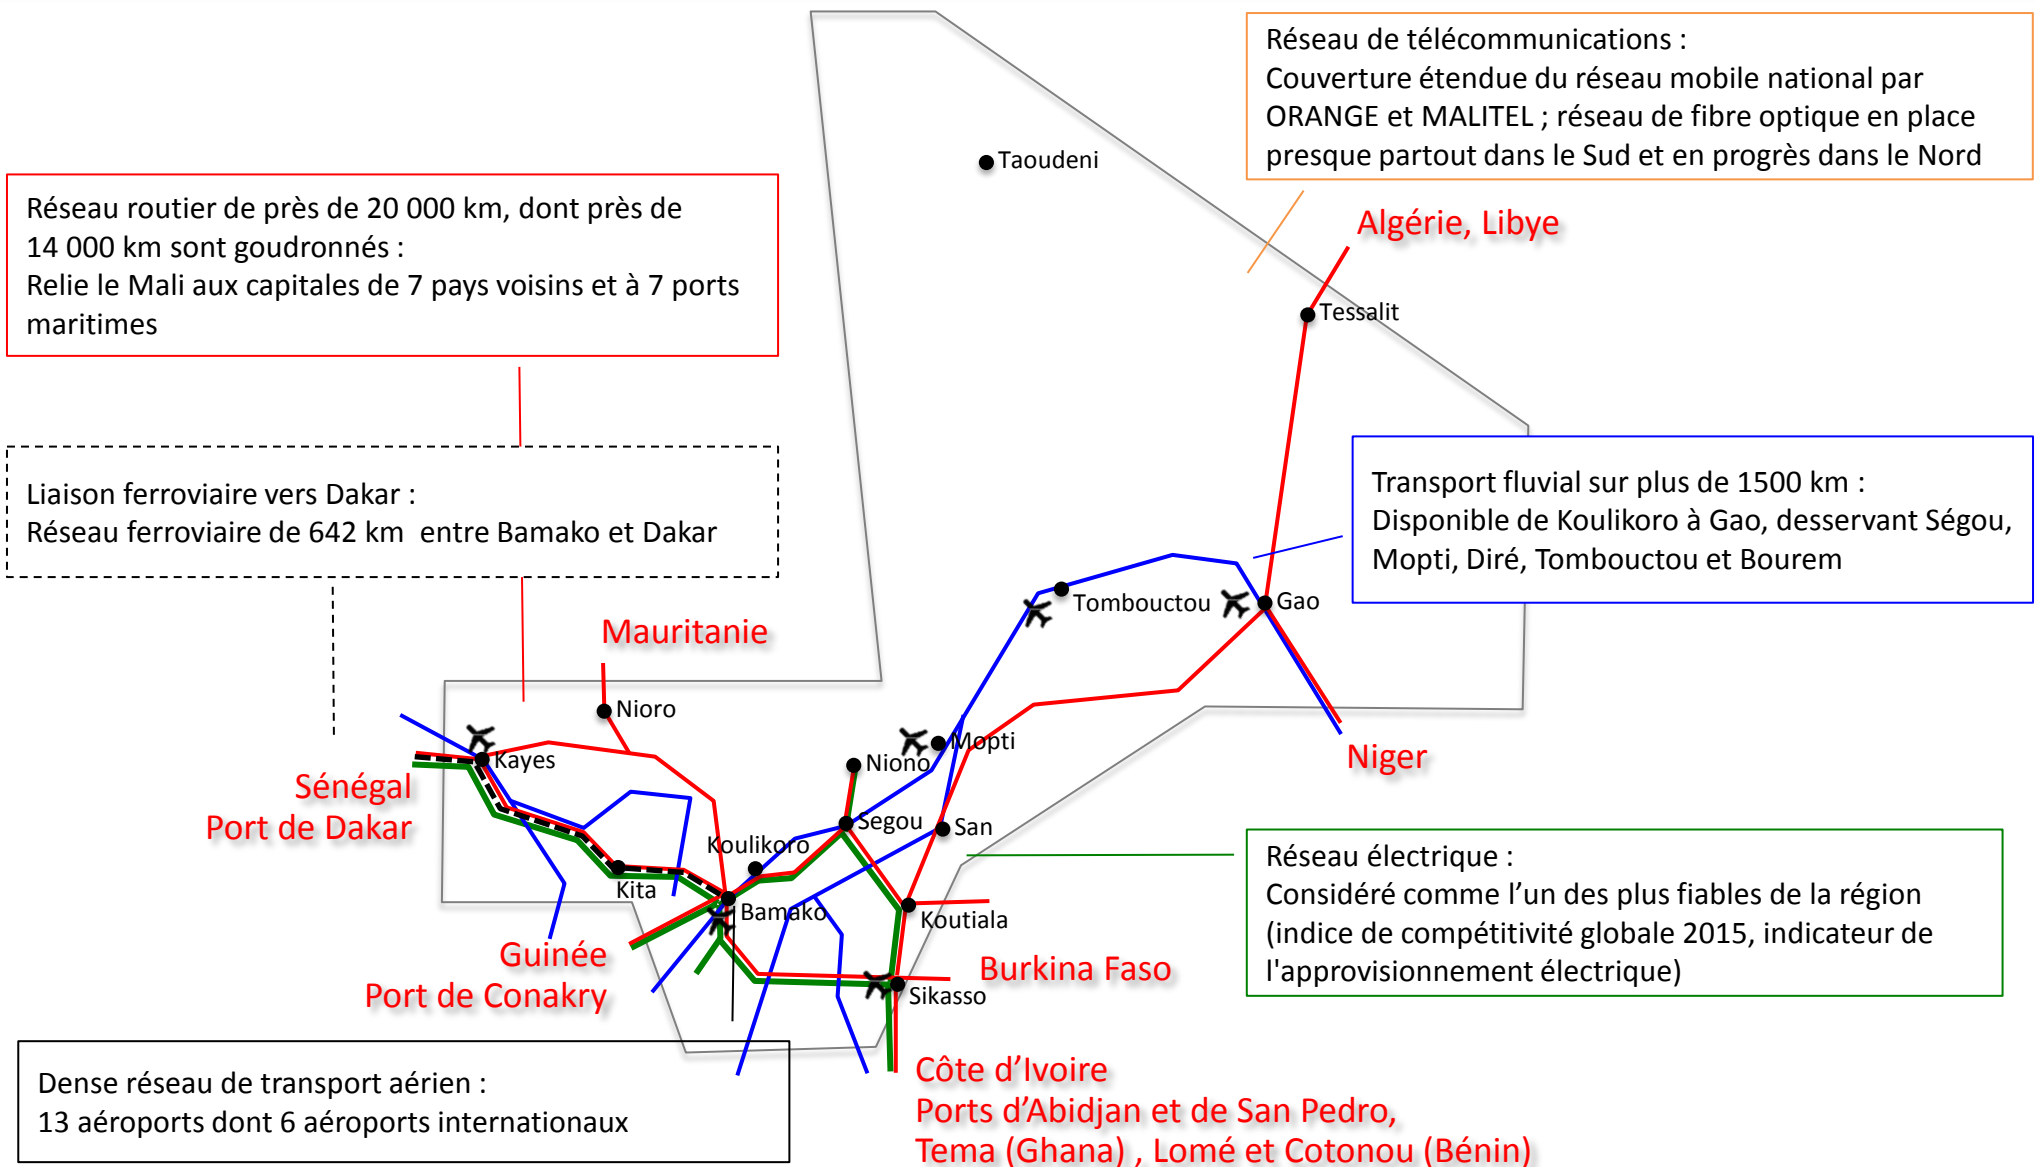 Réseau de télécommunications :
Couverture étendue du réseau mobile national par
ORANGE et MALITEL ; réseau de fibre optique en place
presque partout dans le Sud et en progrès dans le Nord
Taoudeni
Réseau routier de près de 20 000 km, dont près de
14 000 km sont goudronnés :
Relie le Mali aux capitales de 7 pays voisins et à 7 ports
maritimes
Algérie, Libye
Tessalit
Liaison ferroviaire vers Dakar :
Réseau ferroviaire de 642 km  entre Bamako et Dakar
Transport fluvial sur plus de 1500 km :
Disponible de Koulikoro à Gao, desservant Ségou,
Mopti, Diré, Tombouctou et Bourem
Tombouctou
Gao
Mauritanie
Nioro
Mopti
Niger
Kayes
Niono
Sénégal
Port de Dakar
Segou
San
Koulikoro
Kita
Bamako
Koutiala
Réseau électrique :
Considéré comme l’un des plus fiables de la région
(indice de compétitivité globale 2015, indicateur de
l'approvisionnement électrique)
Guinée
Port de Conakry
Burkina Faso
Sikasso
Dense réseau de transport aérien :
13 aéroports dont 6 aéroports internationaux
Côte d’Ivoire
Ports d’Abidjan et de San Pedro,
Tema (Ghana) , Lomé et Cotonou (Bénin)